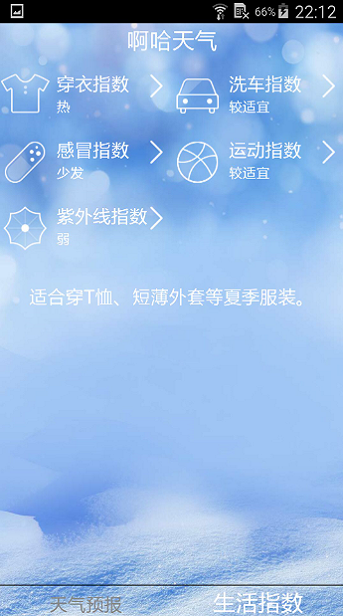 66% 22:12
啊哈天气
穿衣指数 洗车指数
热 较适宜
感冒指数 运动指数
少发 较适宜
紫外线指数
弱
适合穿T恤、短薄外套等夏季服装。
天气预报 生活指数